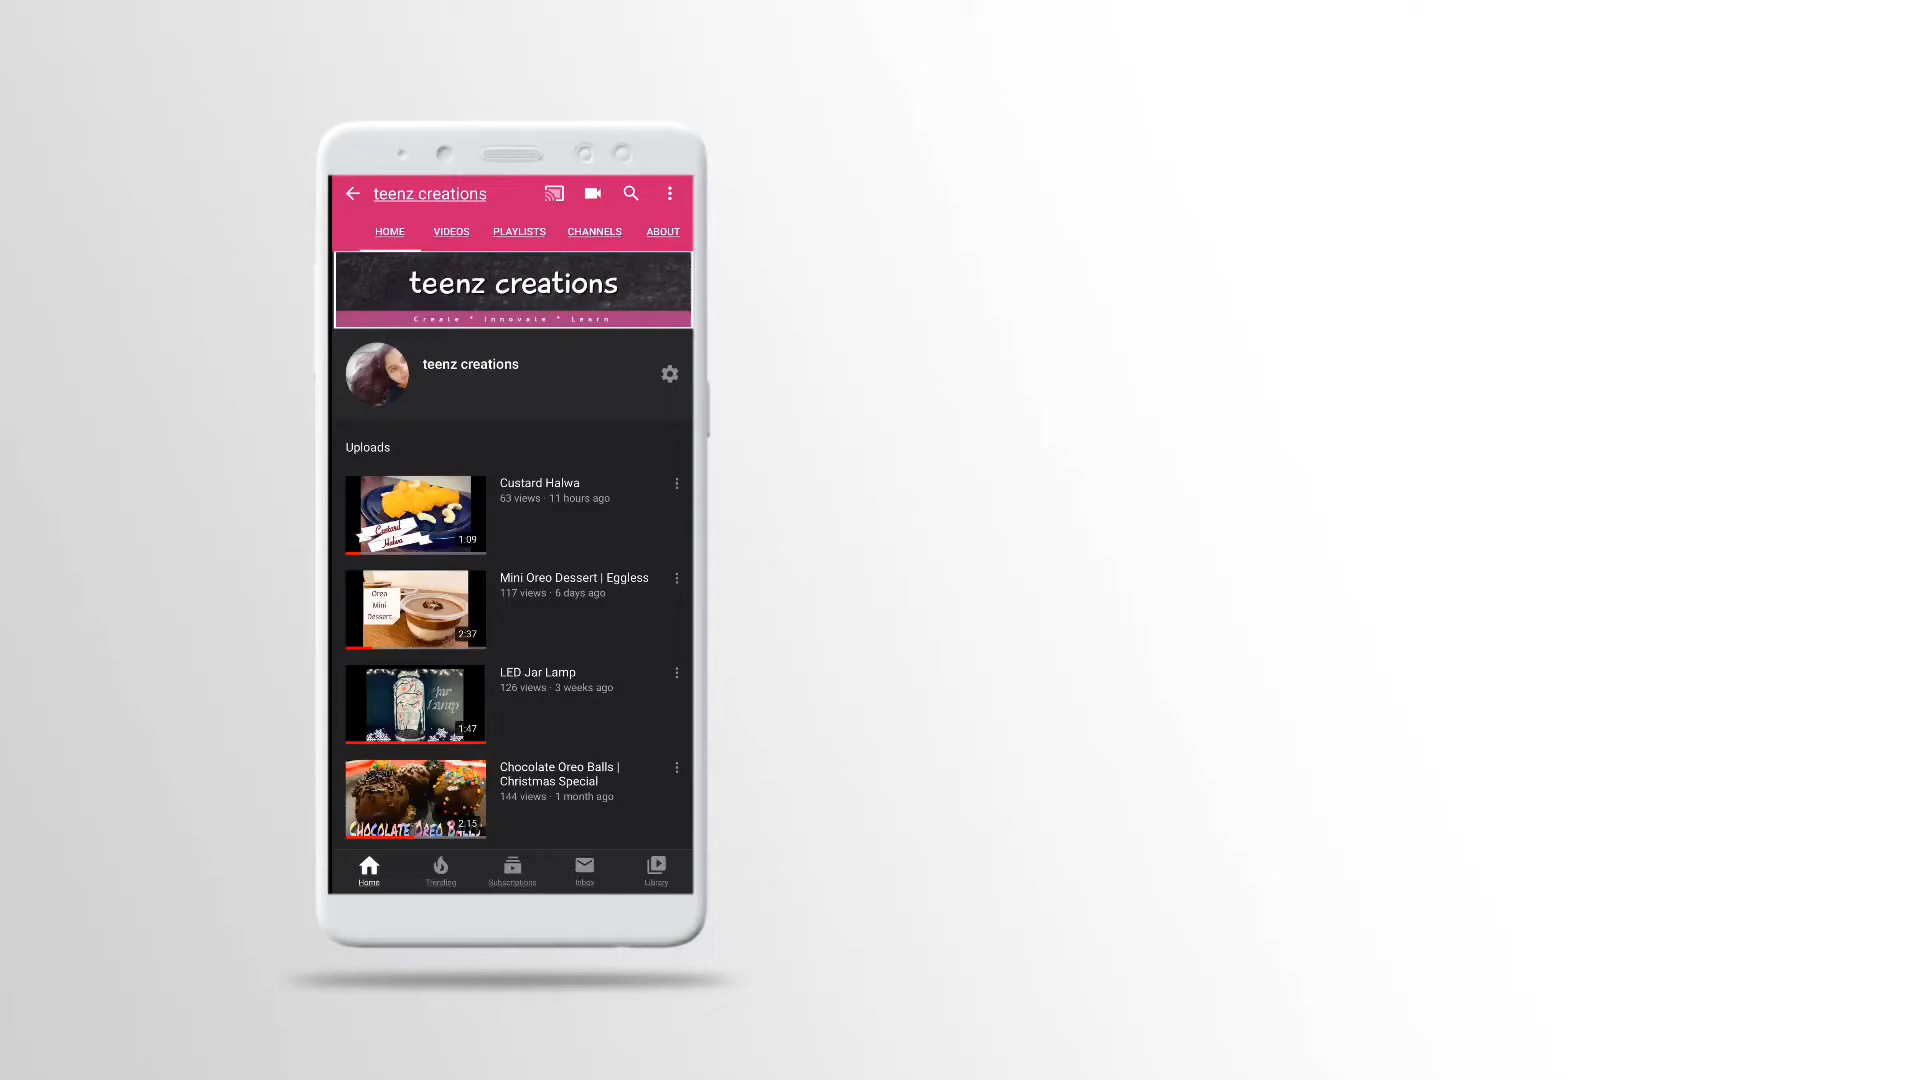 teenz creations
HOME VIDEOS PLAYLISTS CHANNELS ABOUT
teenz creations
Create * Innovate * Learn
teenz creations
Uploads
Custard Halwa
63 views · 11 hours ago
Custard
Halwa
1:09
Mini Oreo Dessert | Eggless
117 views · 6 days ago
Oreo
Mini
Dessert
2:37
LED Jar Lamp
126 views · 3 weeks ago
Jar
Lamp
1:47
Chocolate Oreo Balls |
Christmas Special
144 views · 1 month ago
2:15
CHOCOLATE OREO BALLS
Home Trending Subscriptions Inbox Library